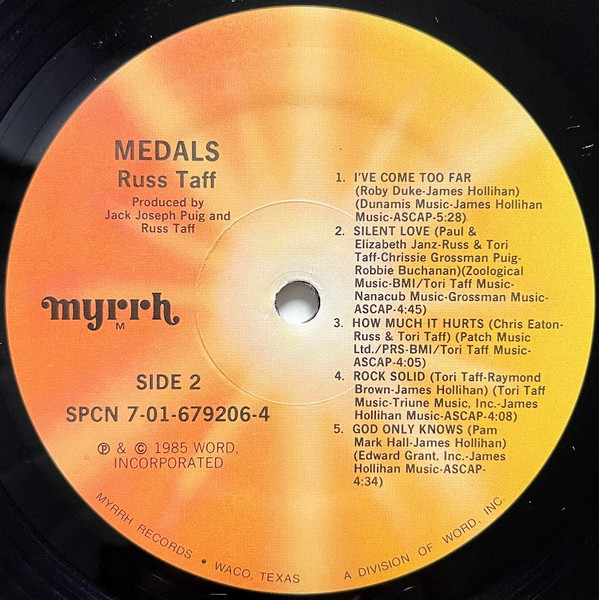 MEDALS
Russ Taff
Produced by
Jack Joseph Puig and
Russ Taff
myrrh
M
SIDE 2
SPCN 7-01-679206-4
Ⓟ & © 1985 WORD,
INCORPORATED
1. I'VE COME TOO FAR
(Roby Duke-James Hollihan)
(Dunamis Music-James Hollihan
Music-ASCAP-5:28)
2. SILENT LOVE (Paul &
Elizabeth Janz-Russ & Tori
Taff-Chrissie Grossman Puig-
Robbie Buchanan)(Zoological
Music-BMI/Tori Taff Music-
Nanacub Music-Grossman Music-
ASCAP-4:45)
3. HOW MUCH IT HURTS (Chris Eaton-
Russ & Tori Taff) (Patch Music
Ltd./PRS-BMI/Tori Taff Music-
ASCAP-4:05)
4. ROCK SOLID (Tori Taff-Raymond
Brown-James Hollihan) (Tori Taff
Music-Triune Music, Inc.-James
Hollihan Music-ASCAP-4:08)
5. GOD ONLY KNOWS (Pam
Mark Hall-James Hollihan)
(Edward Grant, Inc.-James
Hollihan Music-ASCAP-
4:34)
MYRRH RECORDS • WACO, TEXAS A DIVISION OF WORD, INC.